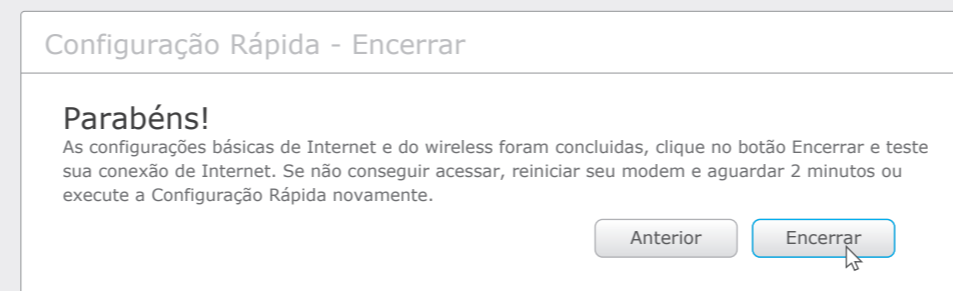 Configuração Rápida - Encerrar
Parabéns!
As configurações básicas de Internet e do wireless foram concluidas, clique no botão Encerrar e teste
sua conexão de Internet. Se não conseguir acessar, reiniciar seu modem e aguardar 2 minutos ou
execute a Configuração Rápida novamente.
Anterior
Encerrar